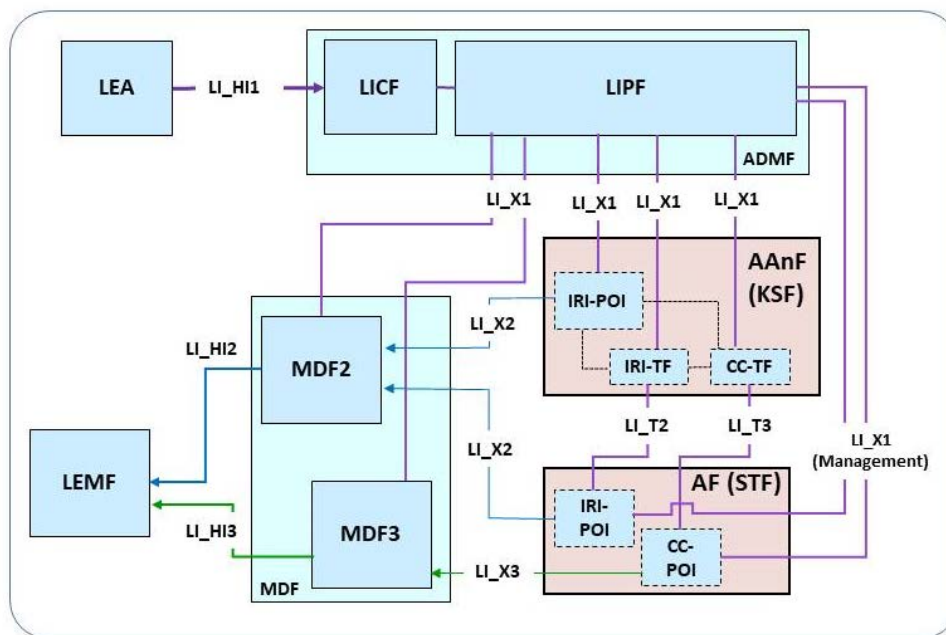 LEA
LI_HI1
LICF
LIPF
ADMF
LI_X1
LI_X1
LI_X1
LI_X1
AAnF
(KSF)
IRI-POI
LI_X2
LI_HI2
MDF2
IRI-TF
CC-TF
LI_T2
LI_T3
LI_X1
(Management)
LI_X2
LEMF
AF (STF)
IRI-
POI
MDF3
CC-
POI
LI_HI3
LI_X3
MDF